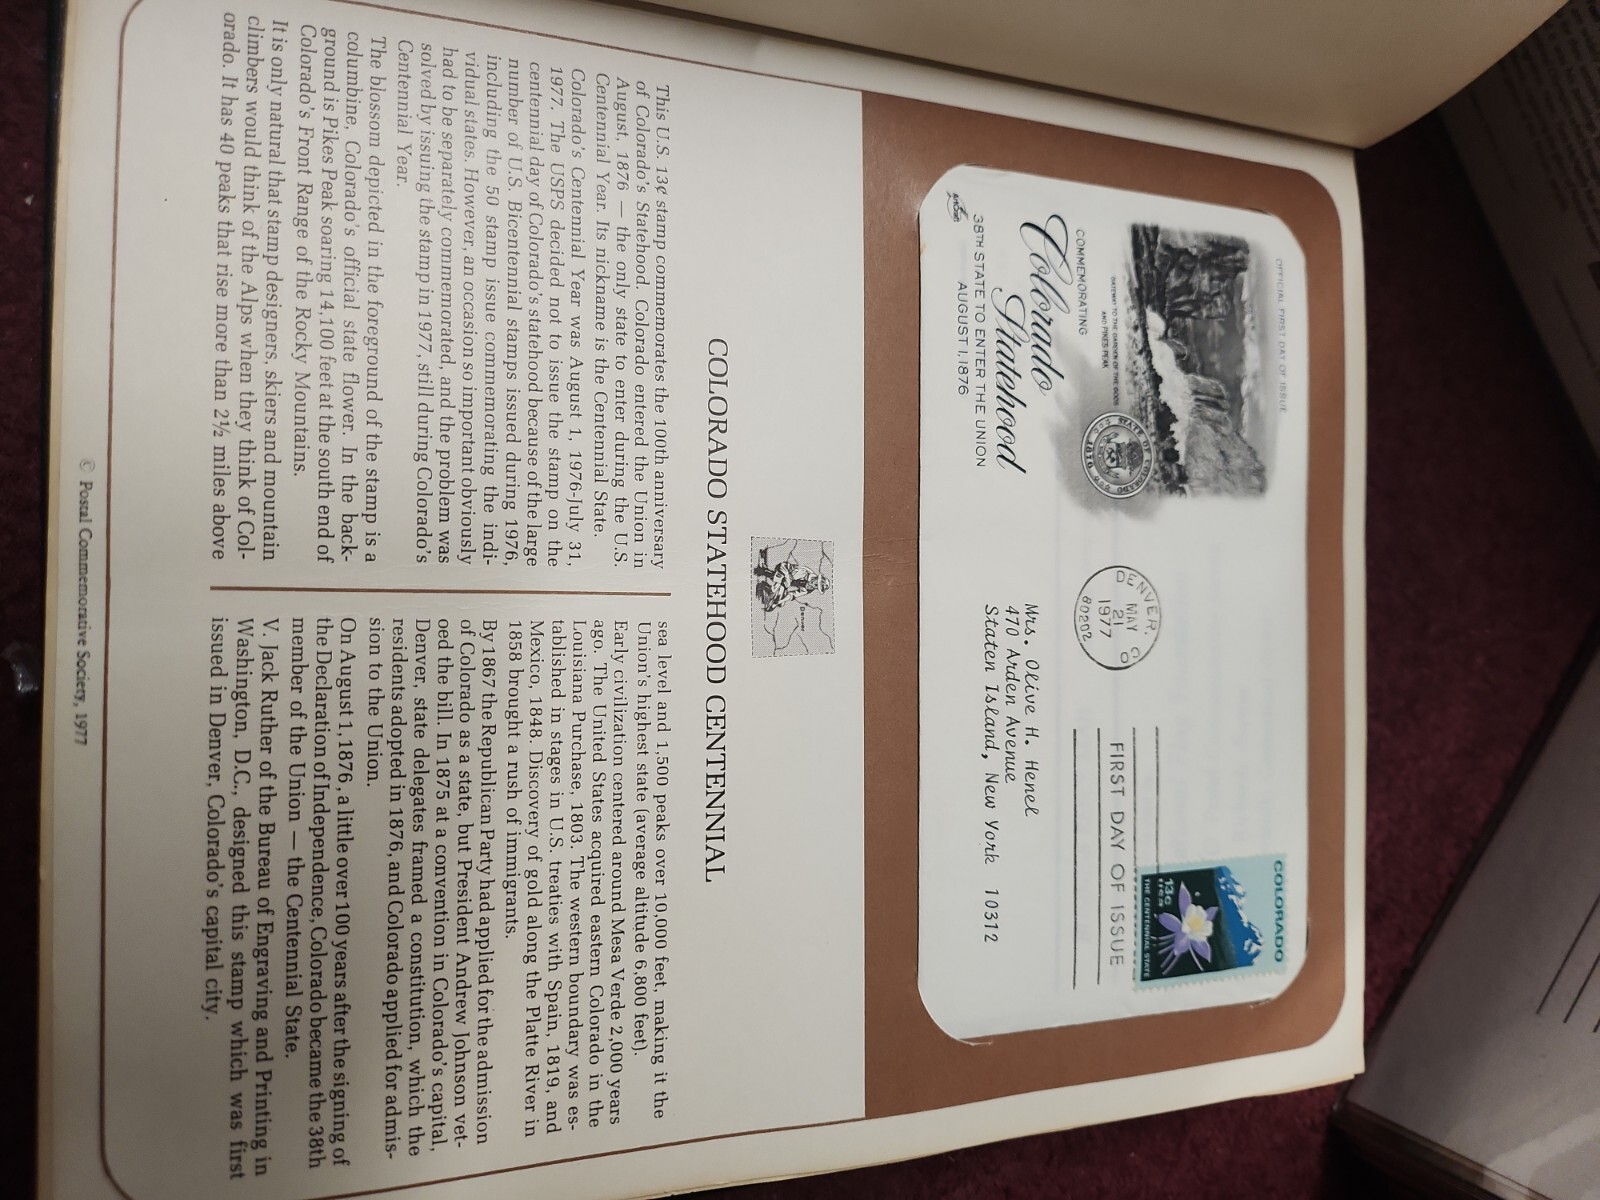 OFFICIAL FIRST DAY OF ISSUE
GATEWAY TO THE GARDEN OF THE GODS
AND PIKES PEAK
STATE OF COLORADO
1876
COMMEMORATING
Colorado
Statehood
38TH STATE TO ENTER THE UNION
AUGUST 1, 1876
DENVER, CO
MAY
21
1977
80202
FIRST DAY OF ISSUE
COLORADO
13c
THE CENTENNIAL STATE
Mrs. Olive H. Henel
470 Arden Avenue
Staten Island, New York 10312
COLORADO STATEHOOD CENTENNIAL
This U.S. 13¢ stamp commemorates the 100th anniversary
of Colorado's Statehood. Colorado entered the Union in
August, 1876 — the only state to enter during the U.S.
Centennial Year. Its nickname is the Centennial State.
Colorado's Centennial Year was August 1, 1976-July 31,
1977. The USPS decided not to issue the stamp on the
centennial day of Colorado's statehood because of the large
number of U.S. Bicentennial stamps issued during 1976,
including the 50 stamp issue commemorating the indi-
vidual states. However, an occasion so important obviously
had to be separately commemorated, and the problem was
solved by issuing the stamp in 1977, still during Colorado's
Centennial Year.
The blossom depicted in the foreground of the stamp is a
columbine, Colorado's official state flower. In the back-
ground is Pikes Peak soaring 14,100 feet at the south end of
Colorado's Front Range of the Rocky Mountains.
It is only natural that stamp designers, skiers and mountain
climbers would think of the Alps when they think of Col-
orado. It has 40 peaks that rise more than 2½ miles above
sea level and 1,500 peaks over 10,000 feet, making it the
Union's highest state (average altitude 6,800 feet).
Early civilization centered around Mesa Verde 2,000 years
ago. The United States acquired eastern Colorado in the
Louisiana Purchase, 1803. The western boundary was es-
tablished in stages in U.S. treaties with Spain, 1819, and
Mexico, 1848. Discovery of gold along the Platte River in
1858 brought a rush of immigrants.
By 1867 the Republican Party had applied for the admission
of Colorado as a state, but President Andrew Johnson vet-
oed the bill. In 1875 at a convention in Colorado's capital,
Denver, state delegates framed a constitution, which the
residents adopted in 1876, and Colorado applied for admis-
sion to the Union.
On August 1, 1876, a little over 100 years after the signing of
the Declaration of Independence, Colorado became the 38th
member of the Union — the Centennial State.
V. Jack Ruther of the Bureau of Engraving and Printing in
Washington, D.C., designed this stamp which was first
issued in Denver, Colorado's capital city.
© Postal Commemorative Society, 1977